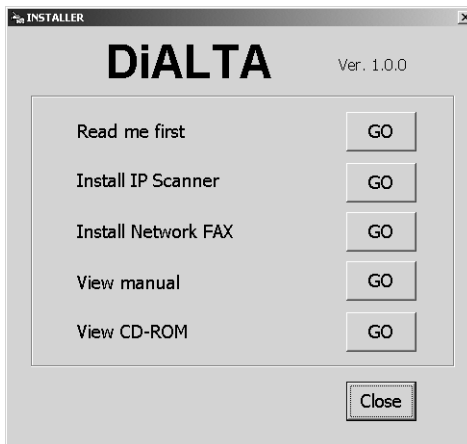 INSTALLER
DiALTA Ver. 1.0.0
Read me first GO
Install IP Scanner GO
Install Network FAX GO
View manual GO
View CD-ROM GO
Close